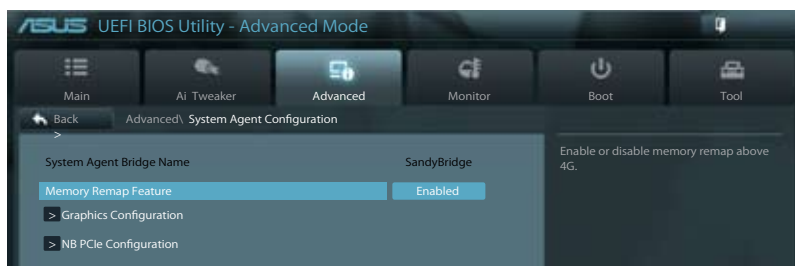 ASUS UEFI BIOS Utility - Advanced Mode
Main Ai Tweaker Advanced Monitor Boot Tool
Back Advanced\ System Agent Configuration
>
System Agent Bridge Name SandyBridge
Memory Remap Feature Enabled
> Graphics Configuration
> NB PCIe Configuration
Enable or disable memory remap above
4G.